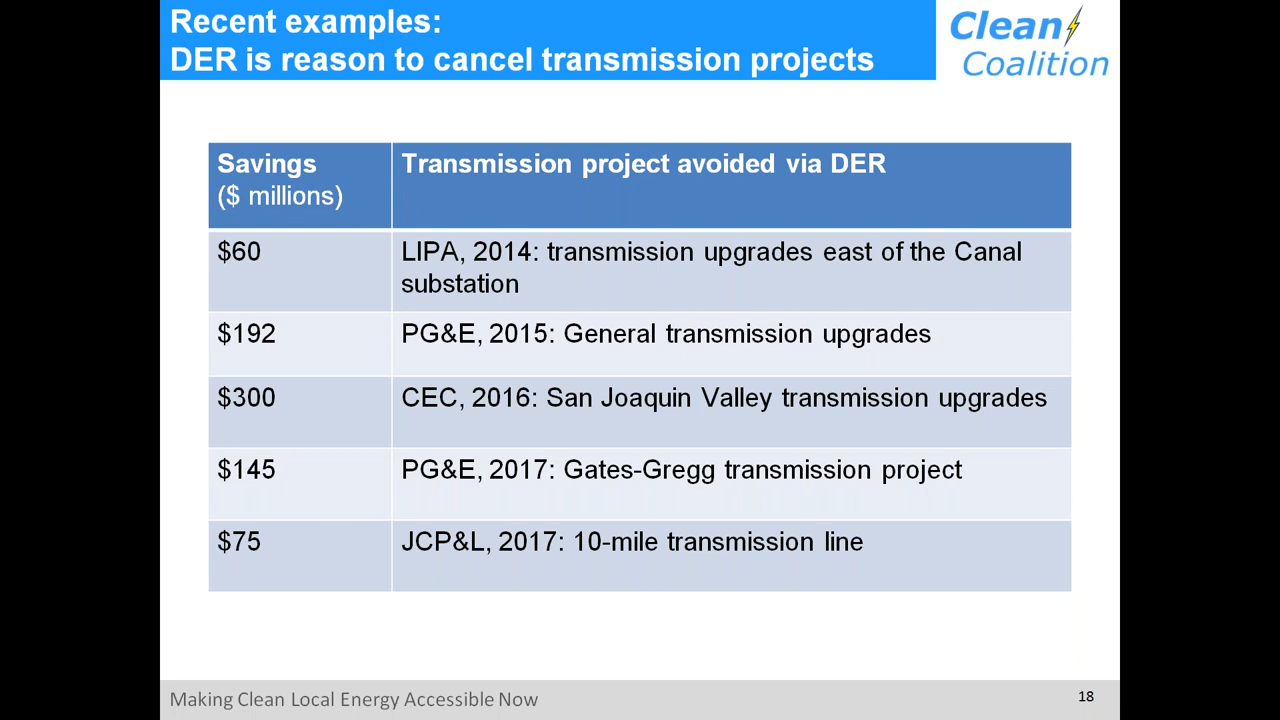 Recent examples:
DER is reason to cancel transmission projects
Clean
Coalition
Savings
($ millions)
Transmission project avoided via DER
$60
LIPA, 2014: transmission upgrades east of the Canal
substation
$192
PG&E, 2015: General transmission upgrades
$300
CEC, 2016: San Joaquin Valley transmission upgrades
$145
PG&E, 2017: Gates-Gregg transmission project
$75
JCP&L, 2017: 10-mile transmission line
Making Clean Local Energy Accessible Now
18